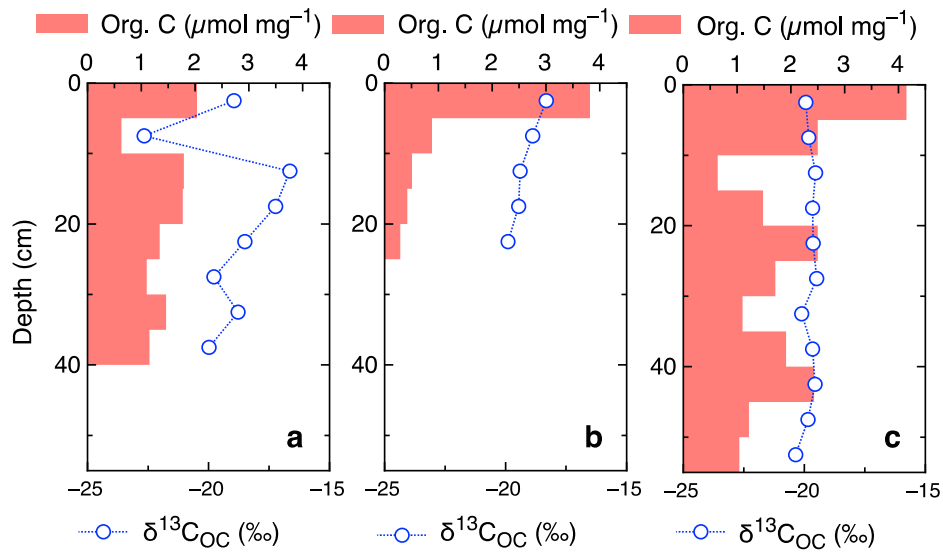 Org. C (μmol mg⁻¹) Org. C (μmol mg⁻¹) Org. C (μmol mg⁻¹)
0 1 2 3 4 0 1 2 3 4 0 1 2 3 4
0 0 0
20 20 20
40 40 40
Depth (cm)
a b c
−25 −20 −15 −25 −20 −15 −25 −20 −15
δ¹³C_OC (‰) δ¹³C_OC (‰) δ¹³C_OC (‰)